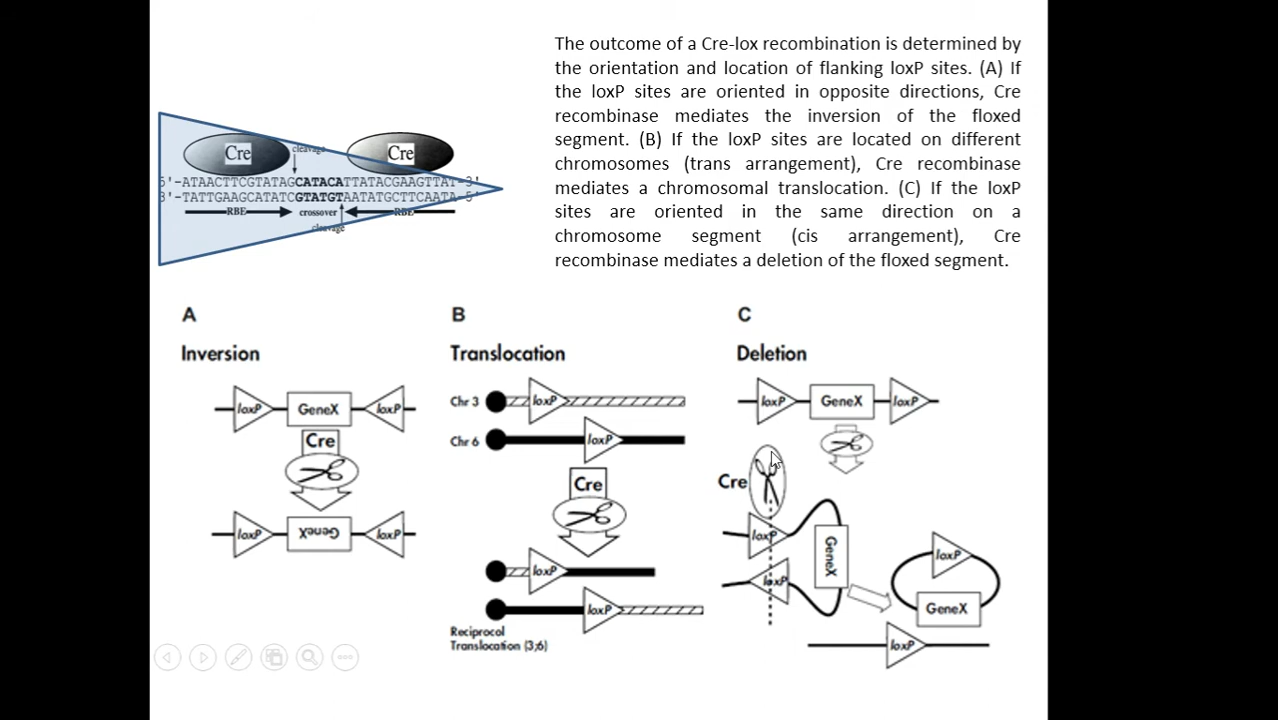 The outcome of a Cre-lox recombination is determined by
the orientation and location of flanking loxP sites. (A) If
the loxP sites are oriented in opposite directions, Cre
recombinase mediates the inversion of the floxed
segment. (B) If the loxP sites are located on different
chromosomes (trans arrangement), Cre recombinase
mediates a chromosomal translocation. (C) If the loxP
sites are oriented in the same direction on a
chromosome segment (cis arrangement), Cre
recombinase mediates a deletion of the floxed segment.
Cre Cre
cleavage
5'-ATAACTTCGTATAGCATACATTATACGAAGTTAT-3'
3'-TATTGAAGCATATCGTATGTAATATGCTTCAATA-5'
RBE crossover RBE
cleavage
A
Inversion
loxP GeneX loxP
Cre
loxP GeneX loxP
B
Translocation
Chr 3 loxP
Chr 6 loxP
Cre
loxP
loxP
Reciprocal
Translocation (3;6)
C
Deletion
loxP GeneX loxP
Cre
loxP
GeneX
loxP
loxP
GeneX
loxP